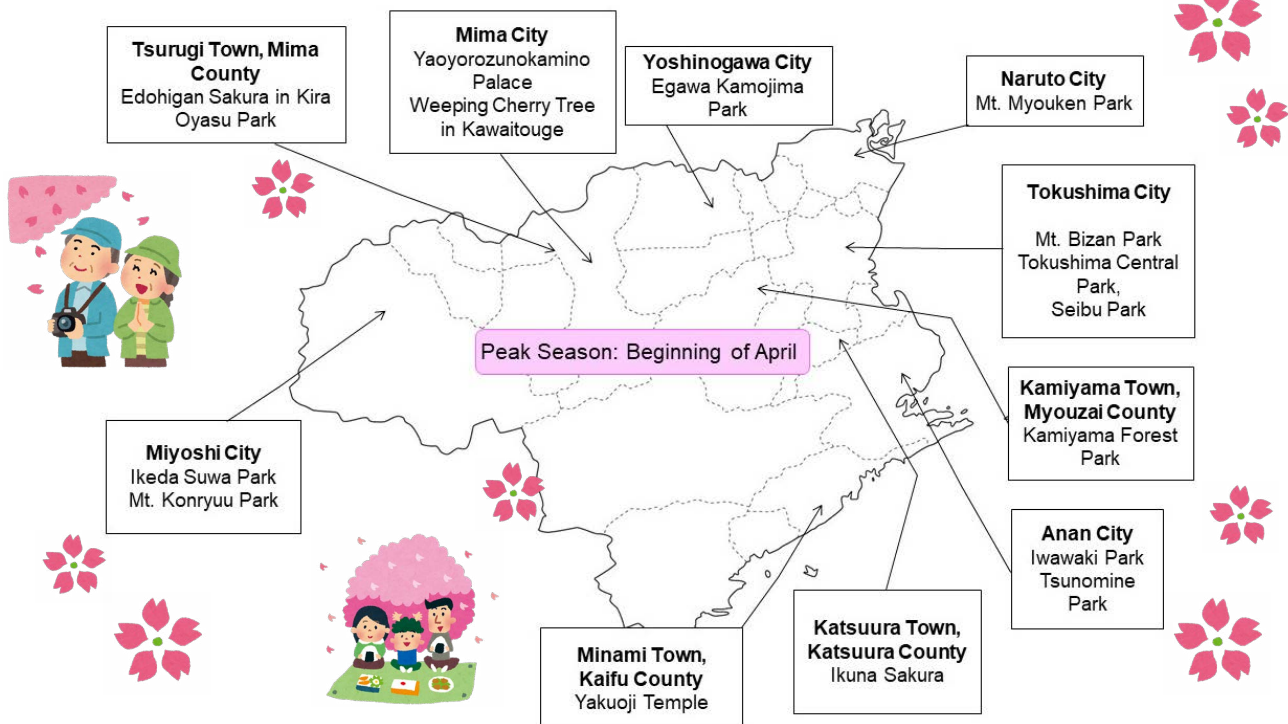 Tsurugi Town, Mima
County
Edohigan Sakura in Kira
Oyasu Park
Mima City
Yaoyorozunokamino
Palace
Weeping Cherry Tree
in Kawaitouge
Yoshinogawa City
Egawa Kamojima
Park
Naruto City
Mt. Myouken Park
Tokushima City
Mt. Bizan Park
Tokushima Central
Park,
Seibu Park
Peak Season: Beginning of April
Kamiyama Town,
Myouzai County
Kamiyama Forest
Park
Miyoshi City
Ikeda Suwa Park
Mt. Konryuu Park
Anan City
Iwawaki Park
Tsunomine
Park
Katsuura Town,
Katsuura County
Ikuna Sakura
Minami Town,
Kaifu County
Yakuoji Temple